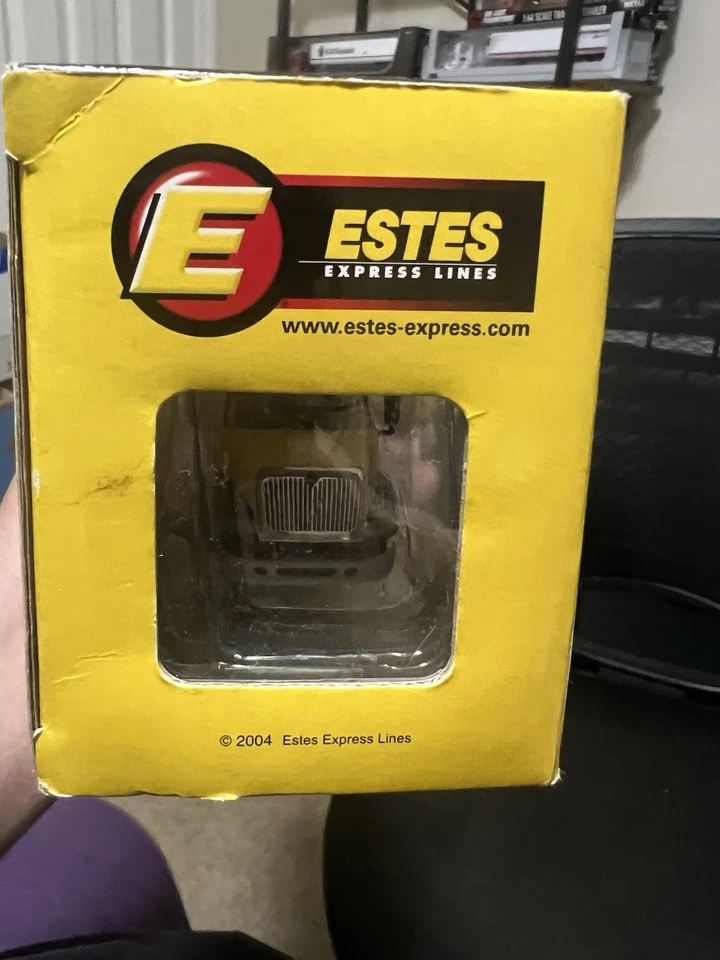 E
ESTES
EXPRESS LINES
www.estes-express.com
© 2004 Estes Express Lines